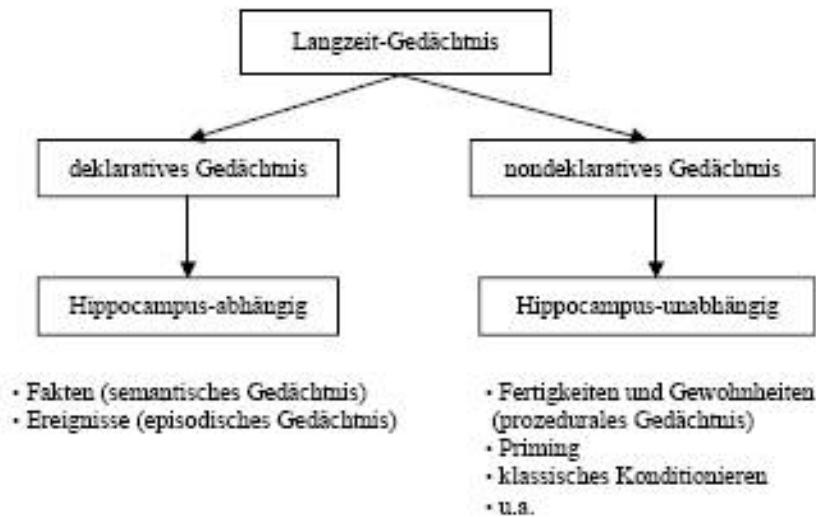 Langzeit-Gedächtnis
deklaratives Gedächtnis
nondeklaratives Gedächtnis
Hippocampus-abhängig
Hippocampus-unabhängig
• Fakten (semantisches Gedächtnis)
• Ereignisse (episodisches Gedächtnis)
• Fertigkeiten und Gewohnheiten
(prozedurales Gedächtnis)
• Priming
• klassisches Konditionieren
• u.a.